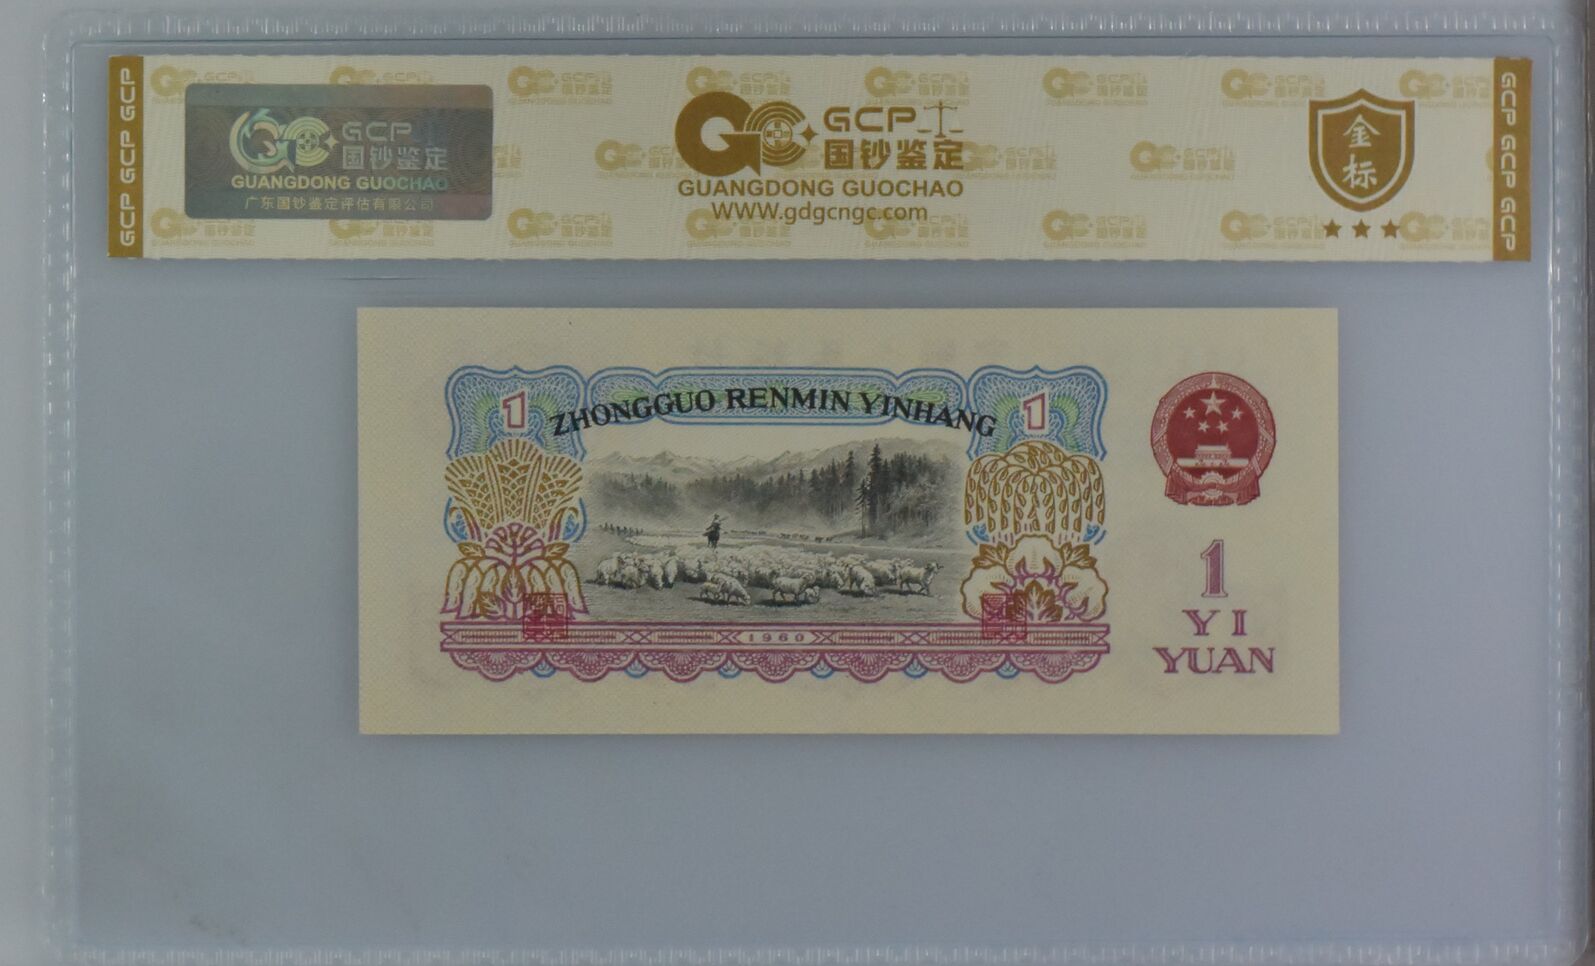 GCP GCP GCP
GCP
国钞鉴定
GUANGDONG GUOCHAO
广东国钞鉴定评估有限公司
GCP
国钞鉴定
GUANGDONG GUOCHAO
WWW.gdgcngc.com
金标
GCP GCP GCP
1
ZHONGGUO RENMIN YINHANG
1
1960
1
YI
YUAN